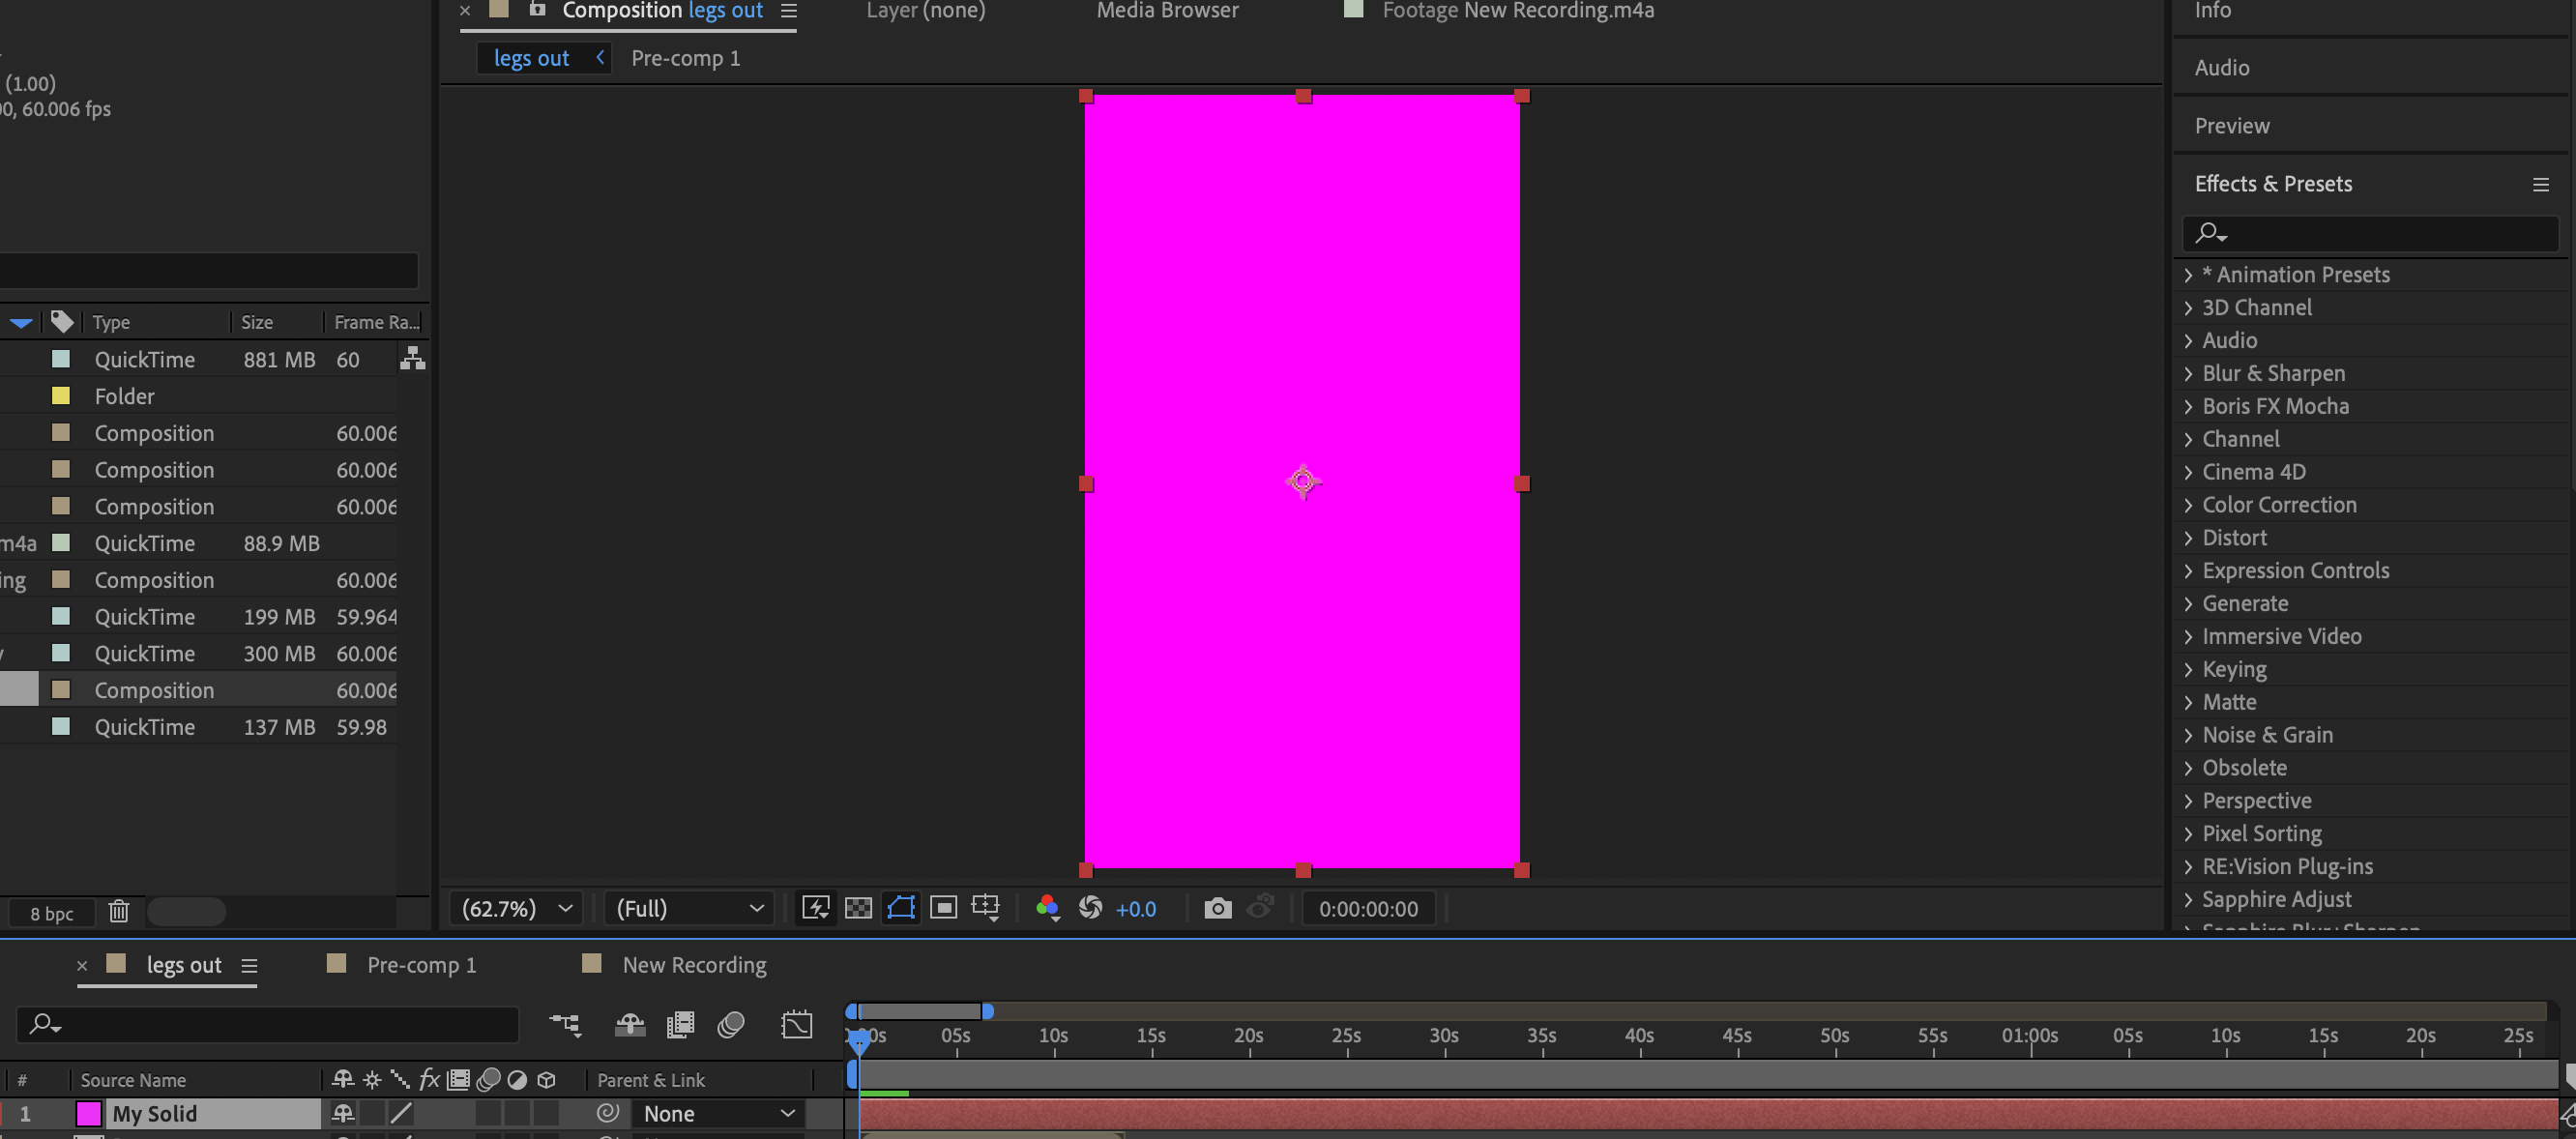 Composition legs out
Layer (none)
Media Browser
Footage New Recording.m4a
legs out
Pre-comp 1
(1.00)
00, 60.006 fps
Info
Audio
Preview
Effects & Presets
* Animation Presets
3D Channel
Audio
Blur & Sharpen
Boris FX Mocha
Channel
Cinema 4D
Color Correction
Distort
Expression Controls
Generate
Immersive Video
Keying
Matte
Noise & Grain
Obsolete
Perspective
Pixel Sorting
RE:Vision Plug-ins
Sapphire Adjust
Type Size Frame Ra...
QuickTime 881 MB 60
Folder
Composition 60.006
Composition 60.006
Composition 60.006
m4a QuickTime 88.9 MB
ing Composition 60.006
QuickTime 199 MB 59.964
QuickTime 300 MB 60.006
Composition 60.006
QuickTime 137 MB 59.98
8 bpc
(62.7%) (Full) +0.0 0:00:00:00
legs out
Pre-comp 1
New Recording
05s 10s 15s 20s 25s 30s 35s 40s 45s 50s 55s 01:00s 05s 10s 15s 20s 25s
# Source Name fx Parent & Link
1 My Solid None